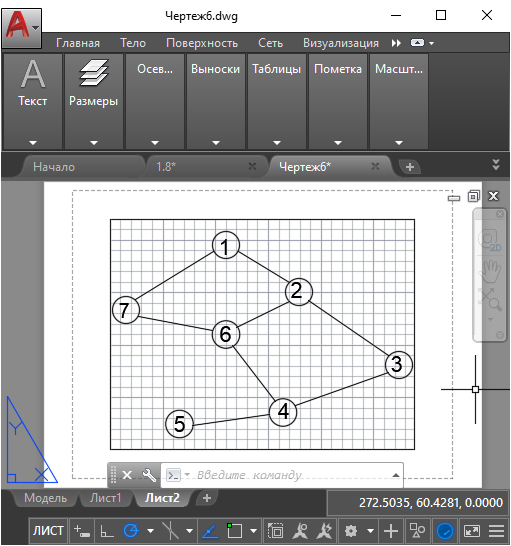 Чертеж6.dwg
Главная Тело Поверхность Сеть Визуализация
A Осев... Выноски Таблицы Пометка Масшт...
Текст Размеры
Начало 1.8* Чертеж6*
2D
1
2
7
6
3
4
5
Y
X
Введите команду
Модель Лист1 Лист2 +
272.5035, 60.4281, 0.0000
ЛИСТ